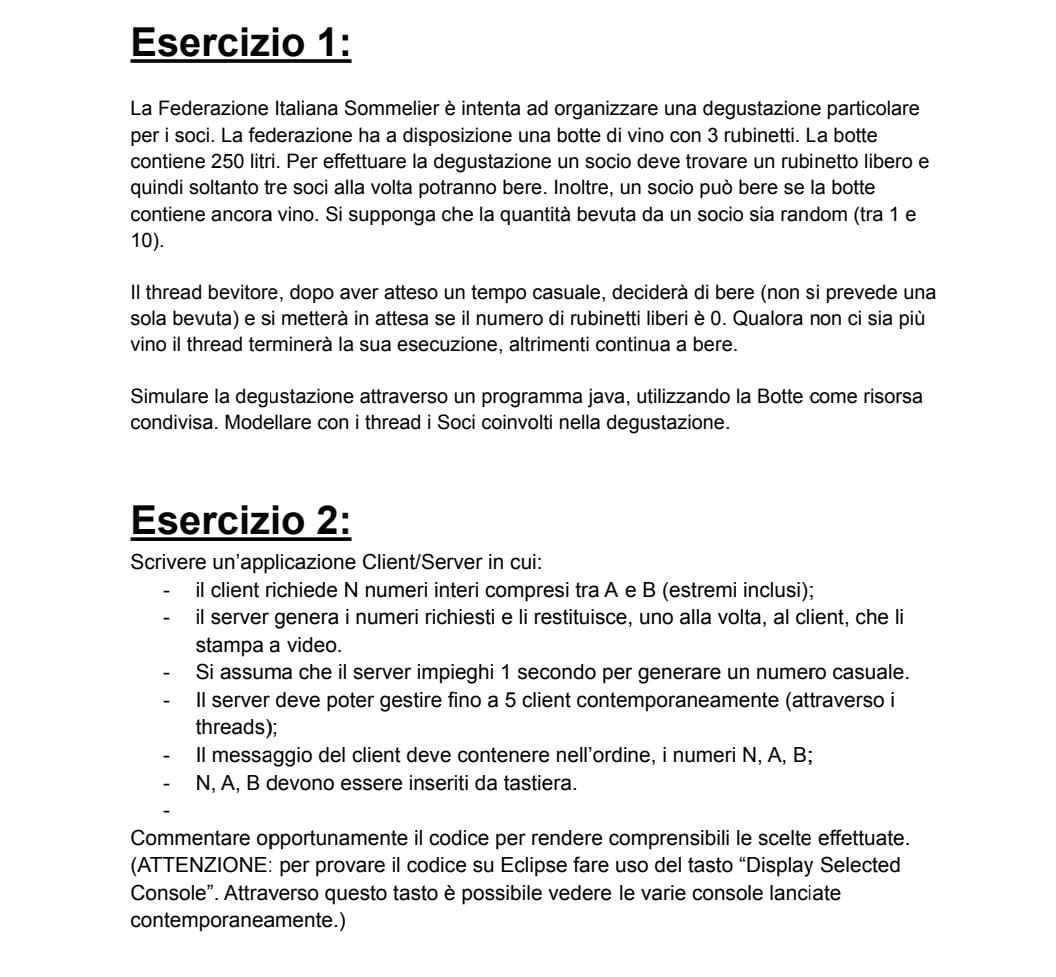 Esercizio 1:
La Federazione Italiana Sommelier è intenta ad organizzare una degustazione particolare
per i soci. La federazione ha a disposizione una botte di vino con 3 rubinetti. La botte
contiene 250 litri. Per effettuare la degustazione un socio deve trovare un rubinetto libero e
quindi soltanto tre soci alla volta potranno bere. Inoltre, un socio può bere se la botte
contiene ancora vino. Si supponga che la quantità bevuta da un socio sia random (tra 1 e
10).
Il thread bevitore, dopo aver atteso un tempo casuale, deciderà di bere (non si prevede una
sola bevuta) e si metterà in attesa se il numero di rubinetti liberi è 0. Qualora non ci sia più
vino il thread terminerà la sua esecuzione, altrimenti continua a bere.
Simulare la degustazione attraverso un programma java, utilizzando la Botte come risorsa
condivisa. Modellare con i thread i Soci coinvolti nella degustazione.
Esercizio 2:
Scrivere un'applicazione Client/Server in cui:
- il client richiede N numeri interi compresi tra A e B (estremi inclusi);
- il server genera i numeri richiesti e li restituisce, uno alla volta, al client, che li
stampa a video.
- Si assuma che il server impieghi 1 secondo per generare un numero casuale.
- Il server deve poter gestire fino a 5 client contemporaneamente (attraverso i
threads);
- Il messaggio del client deve contenere nell'ordine, i numeri N, A, B;
- N, A, B devono essere inseriti da tastiera.
-
Commentare opportunamente il codice per rendere comprensibili le scelte effettuate.
(ATTENZIONE: per provare il codice su Eclipse fare uso del tasto "Display Selected
Console". Attraverso questo tasto è possibile vedere le varie console lanciate
contemporaneamente.)